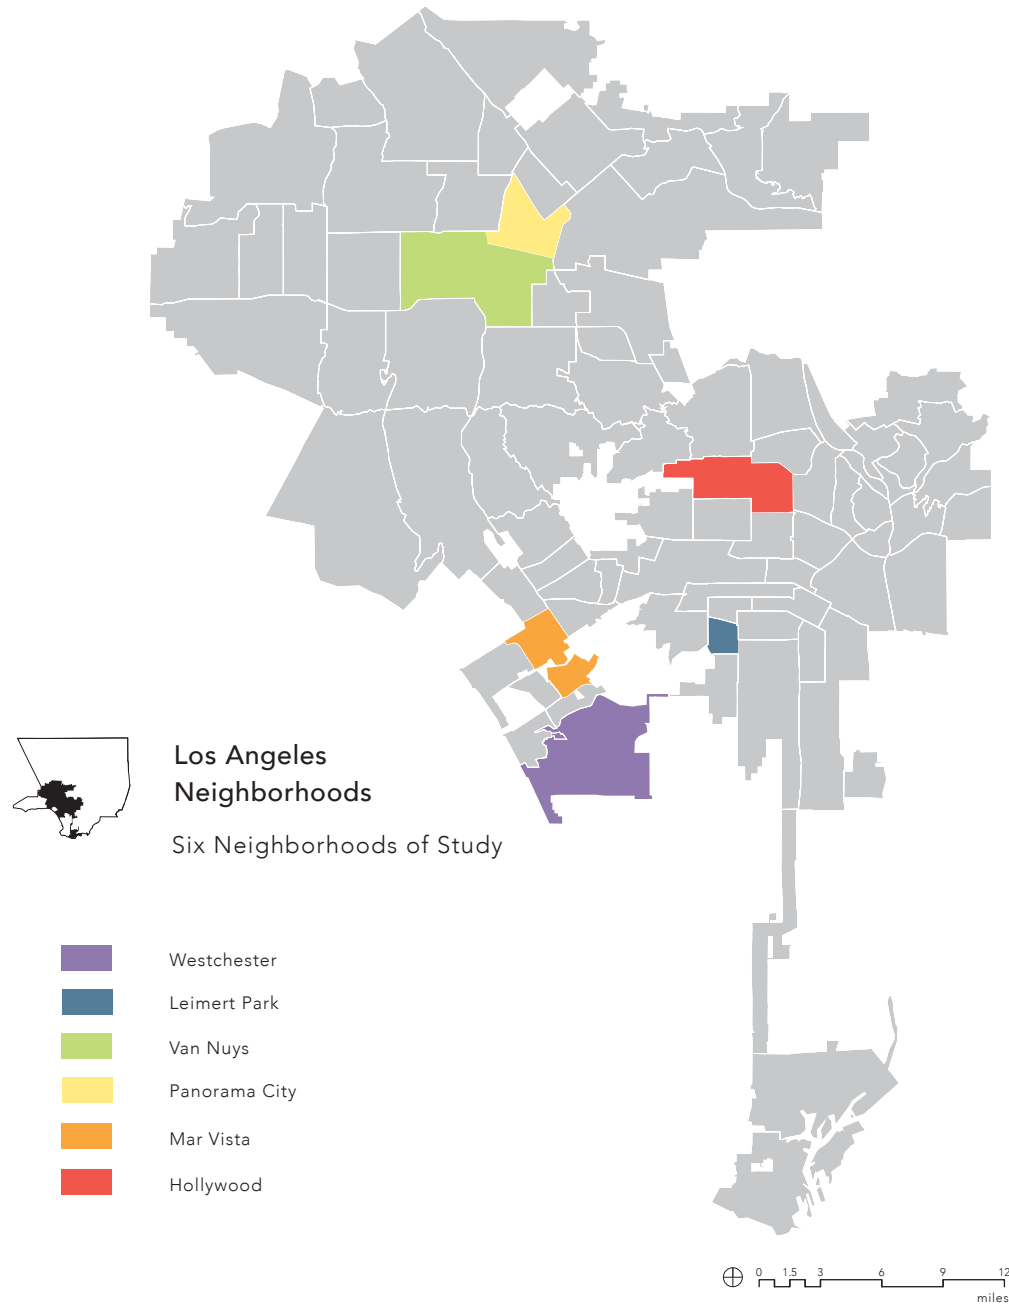 Los Angeles
Neighborhoods
Six Neighborhoods of Study
Westchester
Leimert Park
Van Nuys
Panorama City
Mar Vista
Hollywood
0 1.5 3 6 9 12
miles